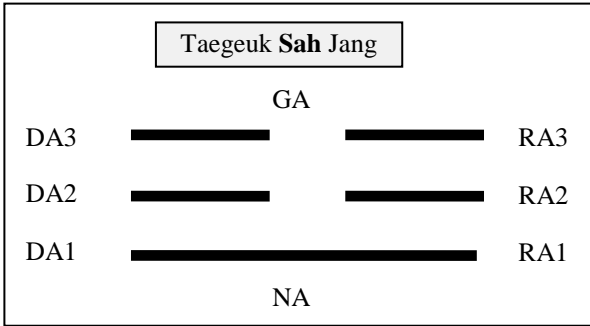 Taegeuk Sah Jang
GA
DA3 RA3
DA2 RA2
DA1 RA1
NA